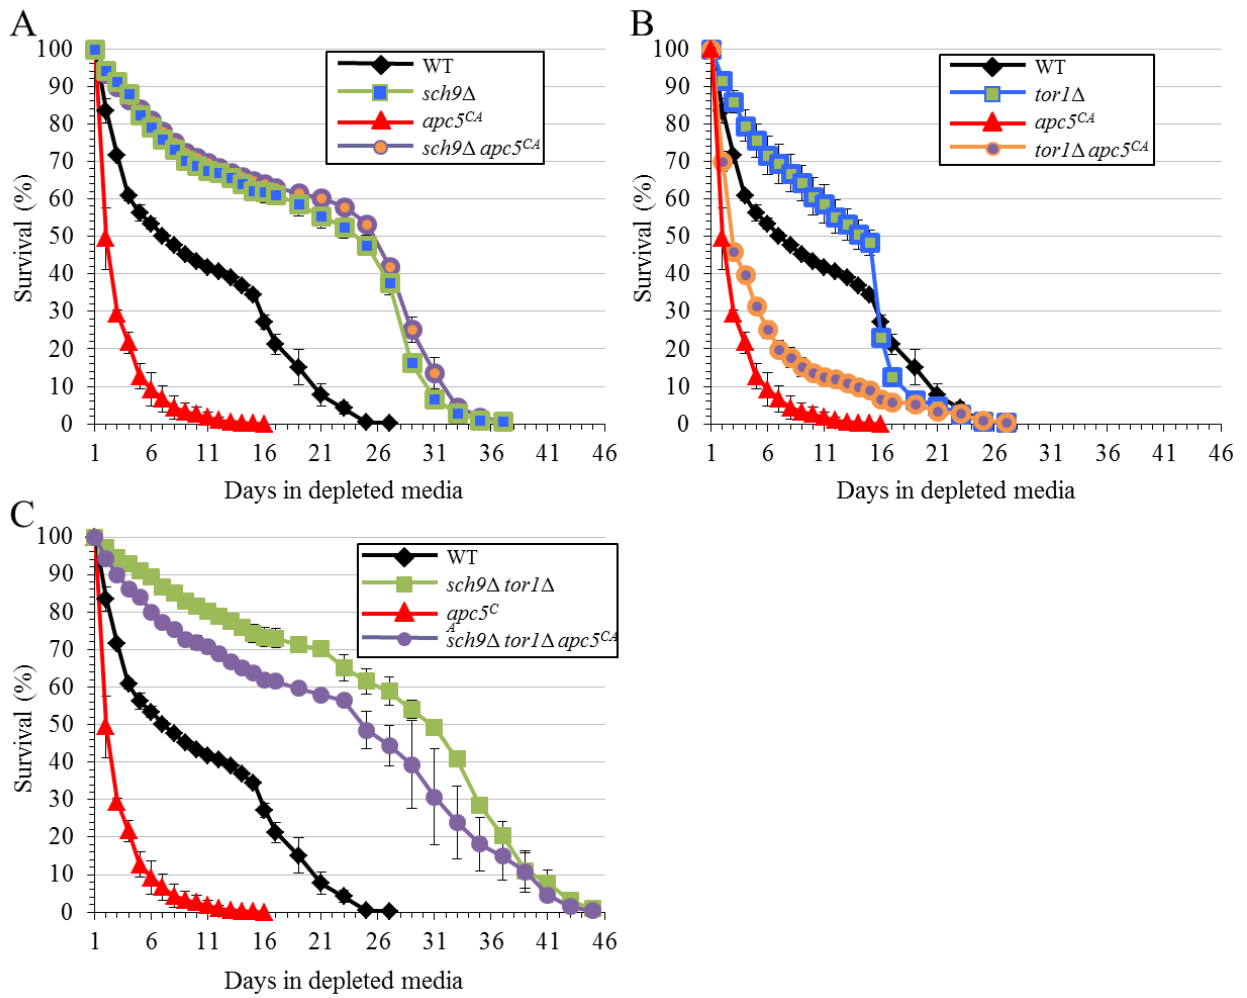 A
100
90
80
70
60
50
40
30
20
10
0
Survival (%)
WT
sch9Δ
apc5CA
sch9Δ apc5CA
1 6 11 16 21 26 31 36 41 46
Days in depleted media
B
100
90
80
70
60
50
40
30
20
10
0
Survival (%)
WT
tor1Δ
apc5CA
tor1Δ apc5CA
1 6 11 16 21 26 31 36 41 46
Days in depleted media
C
100
90
80
70
60
50
40
30
20
10
0
Survival (%)
WT
sch9Δ tor1Δ
apc5C
A
sch9Δ tor1Δ apc5CA
1 6 11 16 21 26 31 36 41 46
Days in depleted media